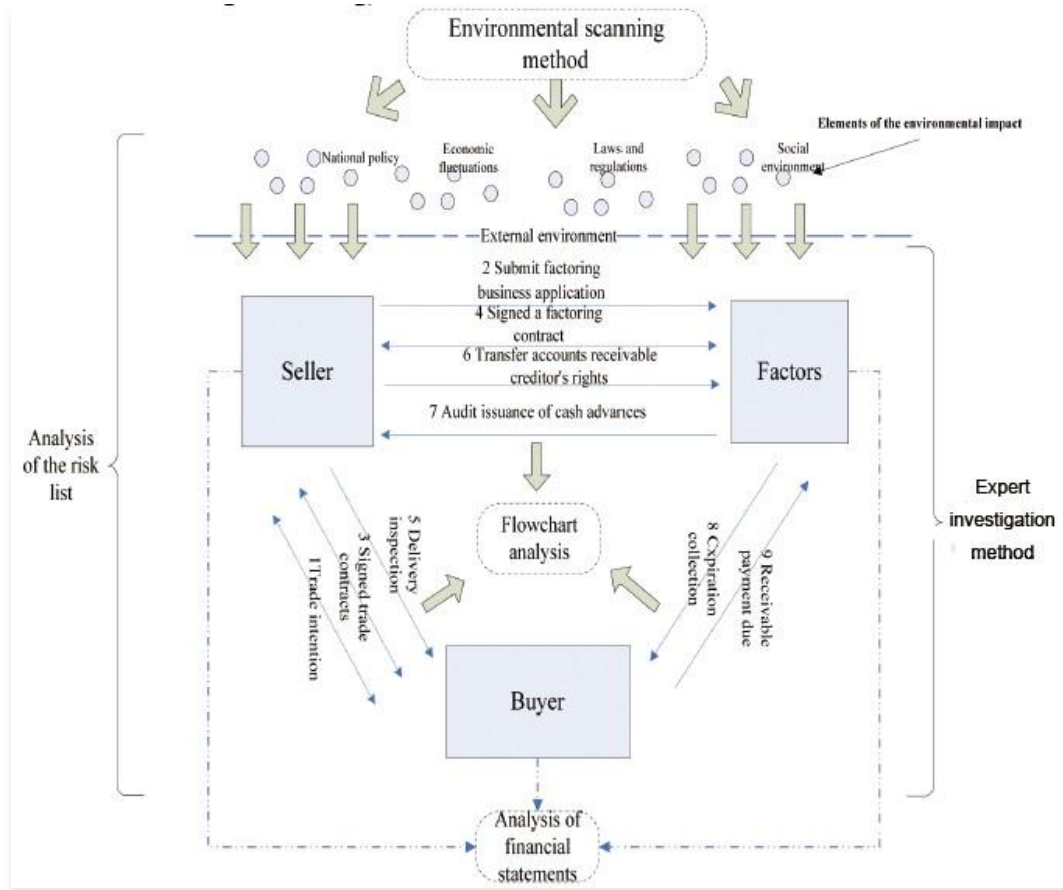 Environmental scanning
method
Elements of the environmental impact
National policy
Economic
fluctuations
Laws and
regulations
Social
environment
External environment
2 Submit factoring
business application
4 Signed a factoring
contract
6 Transfer accounts receivable
creditor's rights
7 Audit issuance of cash advances
Seller
Factors
Analysis
of the risk
list
Flowchart
analysis
Expert
investigation
method
5 Delivery
inspection
3 Signed trade
contracts
1Trade intention
8 Cxpiration
collection
9 Receivable
payment due
Buyer
Analysis of
financial
statements